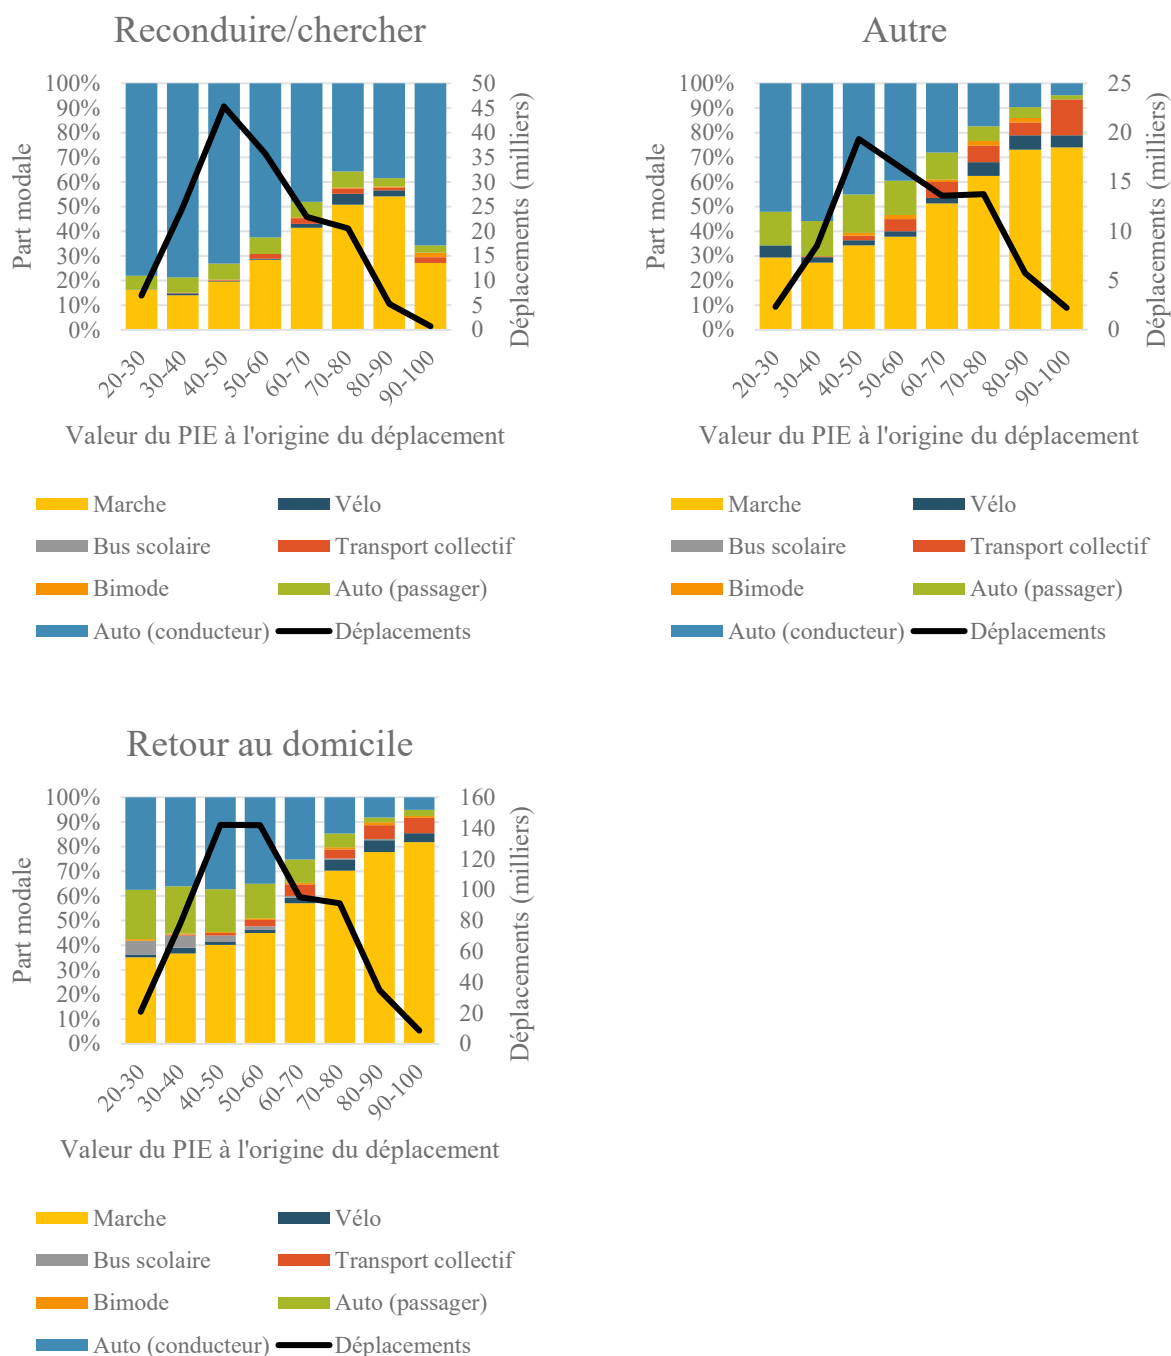 Reconduire/chercher
100%
90%
80%
70%
60%
50%
40%
30%
20%
10%
0%
Part modale
50
45
40
35
30
25
20
15
10
5
0
Déplacements (milliers)
20-30
30-40
40-50
50-60
60-70
70-80
80-90
90-100
Valeur du PIE à l'origine du déplacement
Marche
Vélo
Bus scolaire
Transport collectif
Bimode
Auto (passager)
Auto (conducteur)
Déplacements
Autre
100%
90%
80%
70%
60%
50%
40%
30%
20%
10%
0%
Part modale
25
20
15
10
5
0
Déplacements (milliers)
20-30
30-40
40-50
50-60
60-70
70-80
80-90
90-100
Valeur du PIE à l'origine du déplacement
Marche
Vélo
Bus scolaire
Transport collectif
Bimode
Auto (passager)
Auto (conducteur)
Déplacements
Retour au domicile
100%
90%
80%
70%
60%
50%
40%
30%
20%
10%
0%
Part modale
160
140
120
100
80
60
40
20
0
Déplacements (milliers)
20-30
30-40
40-50
50-60
60-70
70-80
80-90
90-100
Valeur du PIE à l'origine du déplacement
Marche
Vélo
Bus scolaire
Transport collectif
Bimode
Auto (passager)
Auto (conducteur)
Déplacements